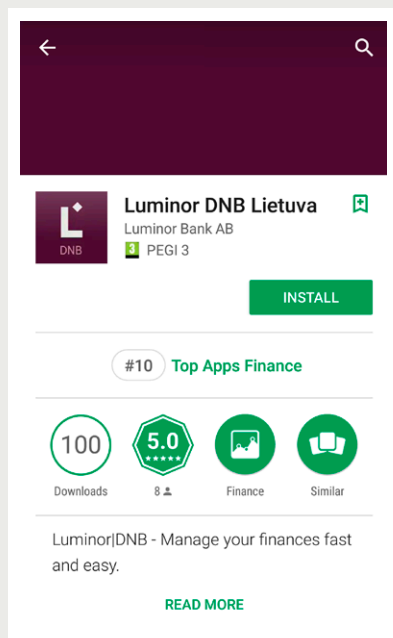 L
DNB
Luminor DNB Lietuva
Luminor Bank AB
3 PEGI 3
INSTALL
#10 Top Apps Finance
100
5.0
Downloads
8
Finance
Similar
Luminor|DNB - Manage your finances fast
and easy.
READ MORE